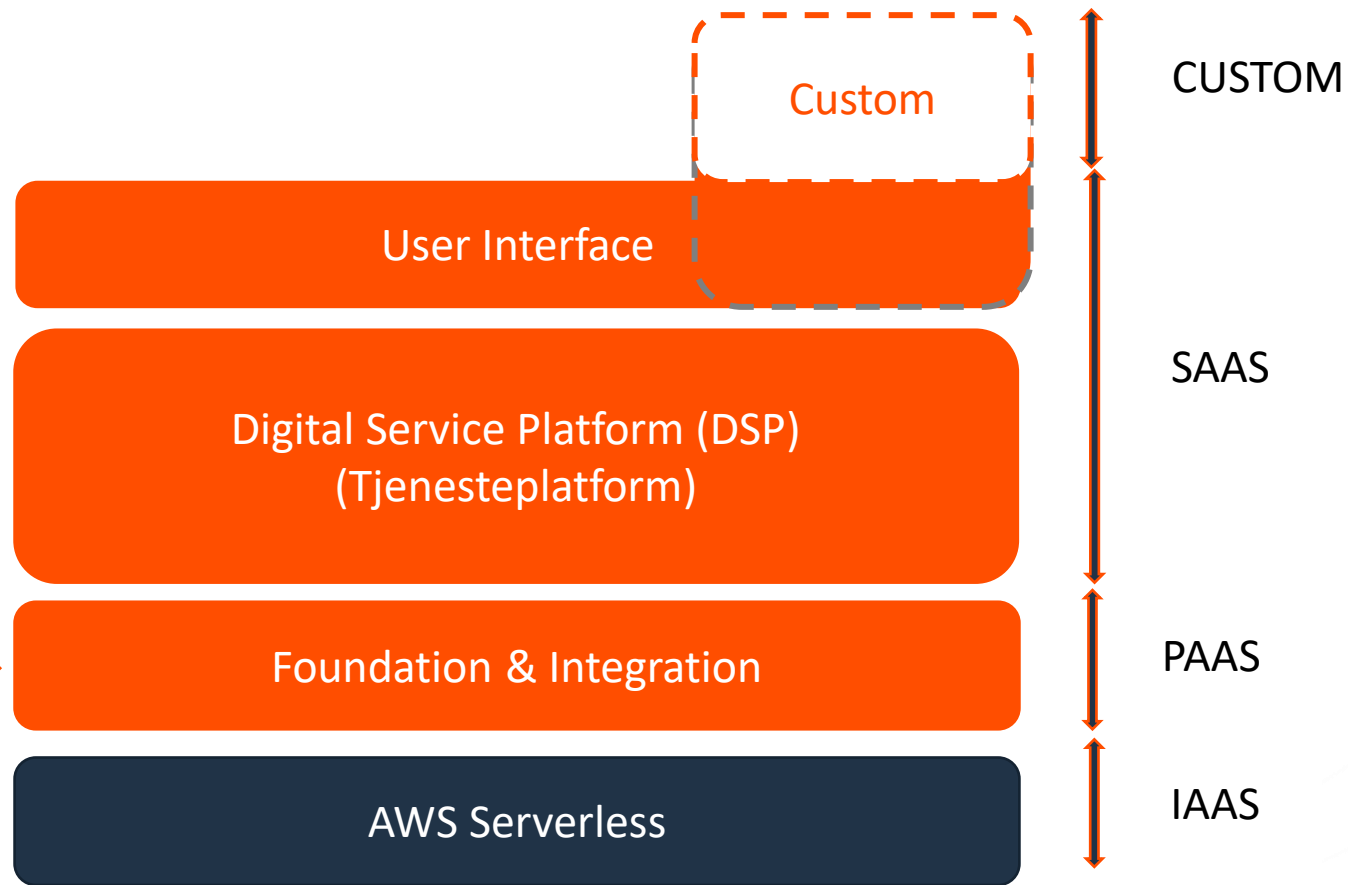 Custom
CUSTOM
User Interface
SAAS
Digital Service Platform (DSP)
(Tjenesteplatform)
Foundation & Integration
PAAS
AWS Serverless
IAAS